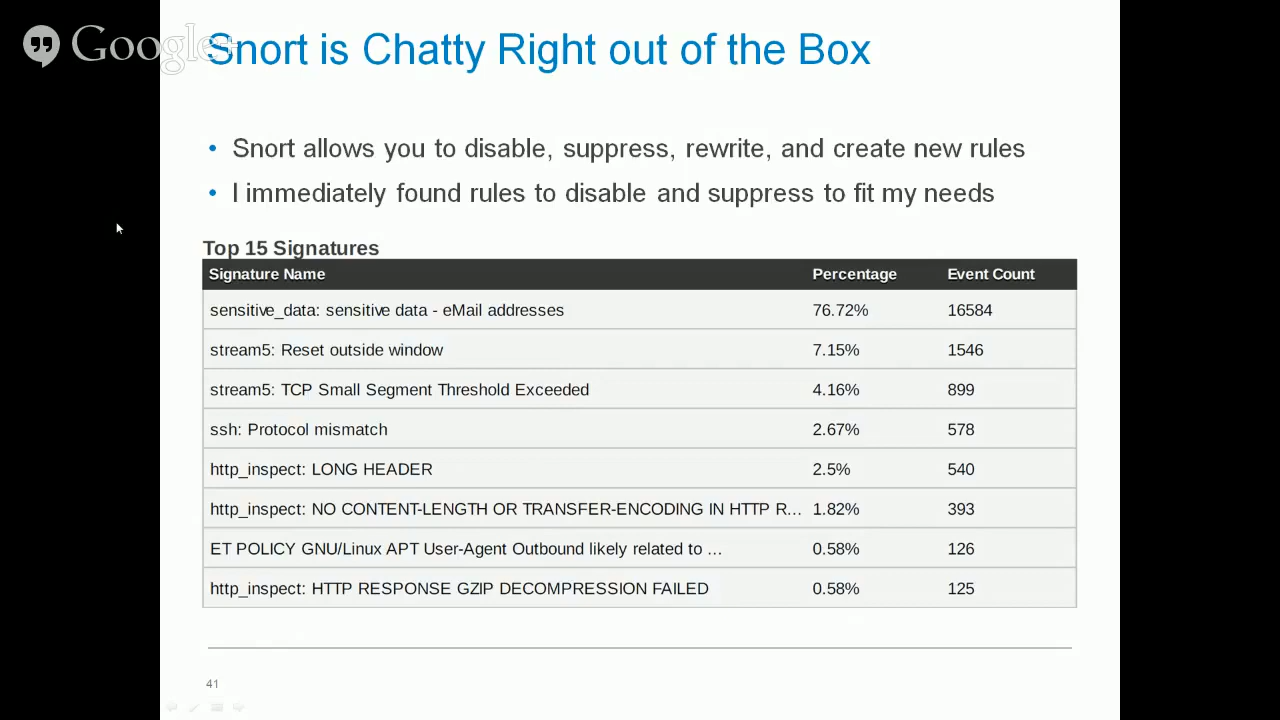 Google+
Snort is Chatty Right out of the Box
• Snort allows you to disable, suppress, rewrite, and create new rules
• I immediately found rules to disable and suppress to fit my needs
Top 15 Signatures
Signature Name Percentage Event Count
sensitive_data: sensitive data - eMail addresses 76.72% 16584
stream5: Reset outside window 7.15% 1546
stream5: TCP Small Segment Threshold Exceeded 4.16% 899
ssh: Protocol mismatch 2.67% 578
http_inspect: LONG HEADER 2.5% 540
http_inspect: NO CONTENT-LENGTH OR TRANSFER-ENCODING IN HTTP R... 1.82% 393
ET POLICY GNU/Linux APT User-Agent Outbound likely related to ... 0.58% 126
http_inspect: HTTP RESPONSE GZIP DECOMPRESSION FAILED 0.58% 125
41